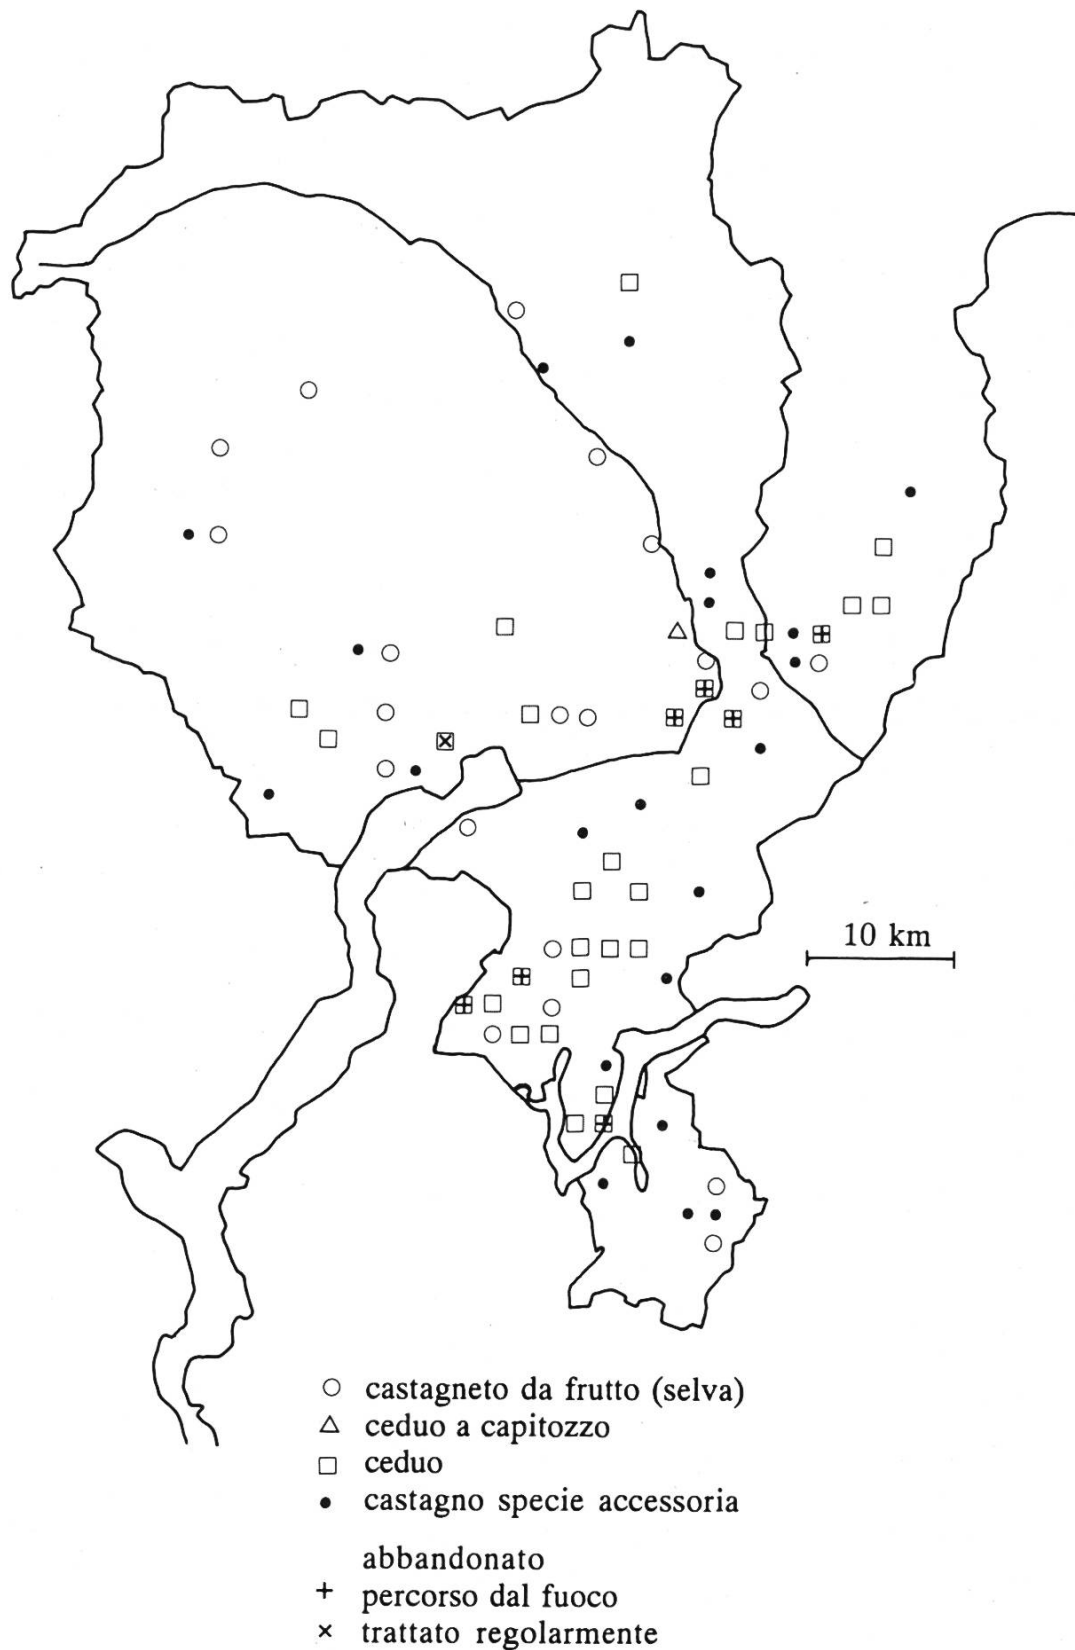 10 km
castagneto da frutto (selva)
ceduo a capitozzo
ceduo
castagno specie accessoria
abbandonato
percorso dal fuoco
trattato regolarmente